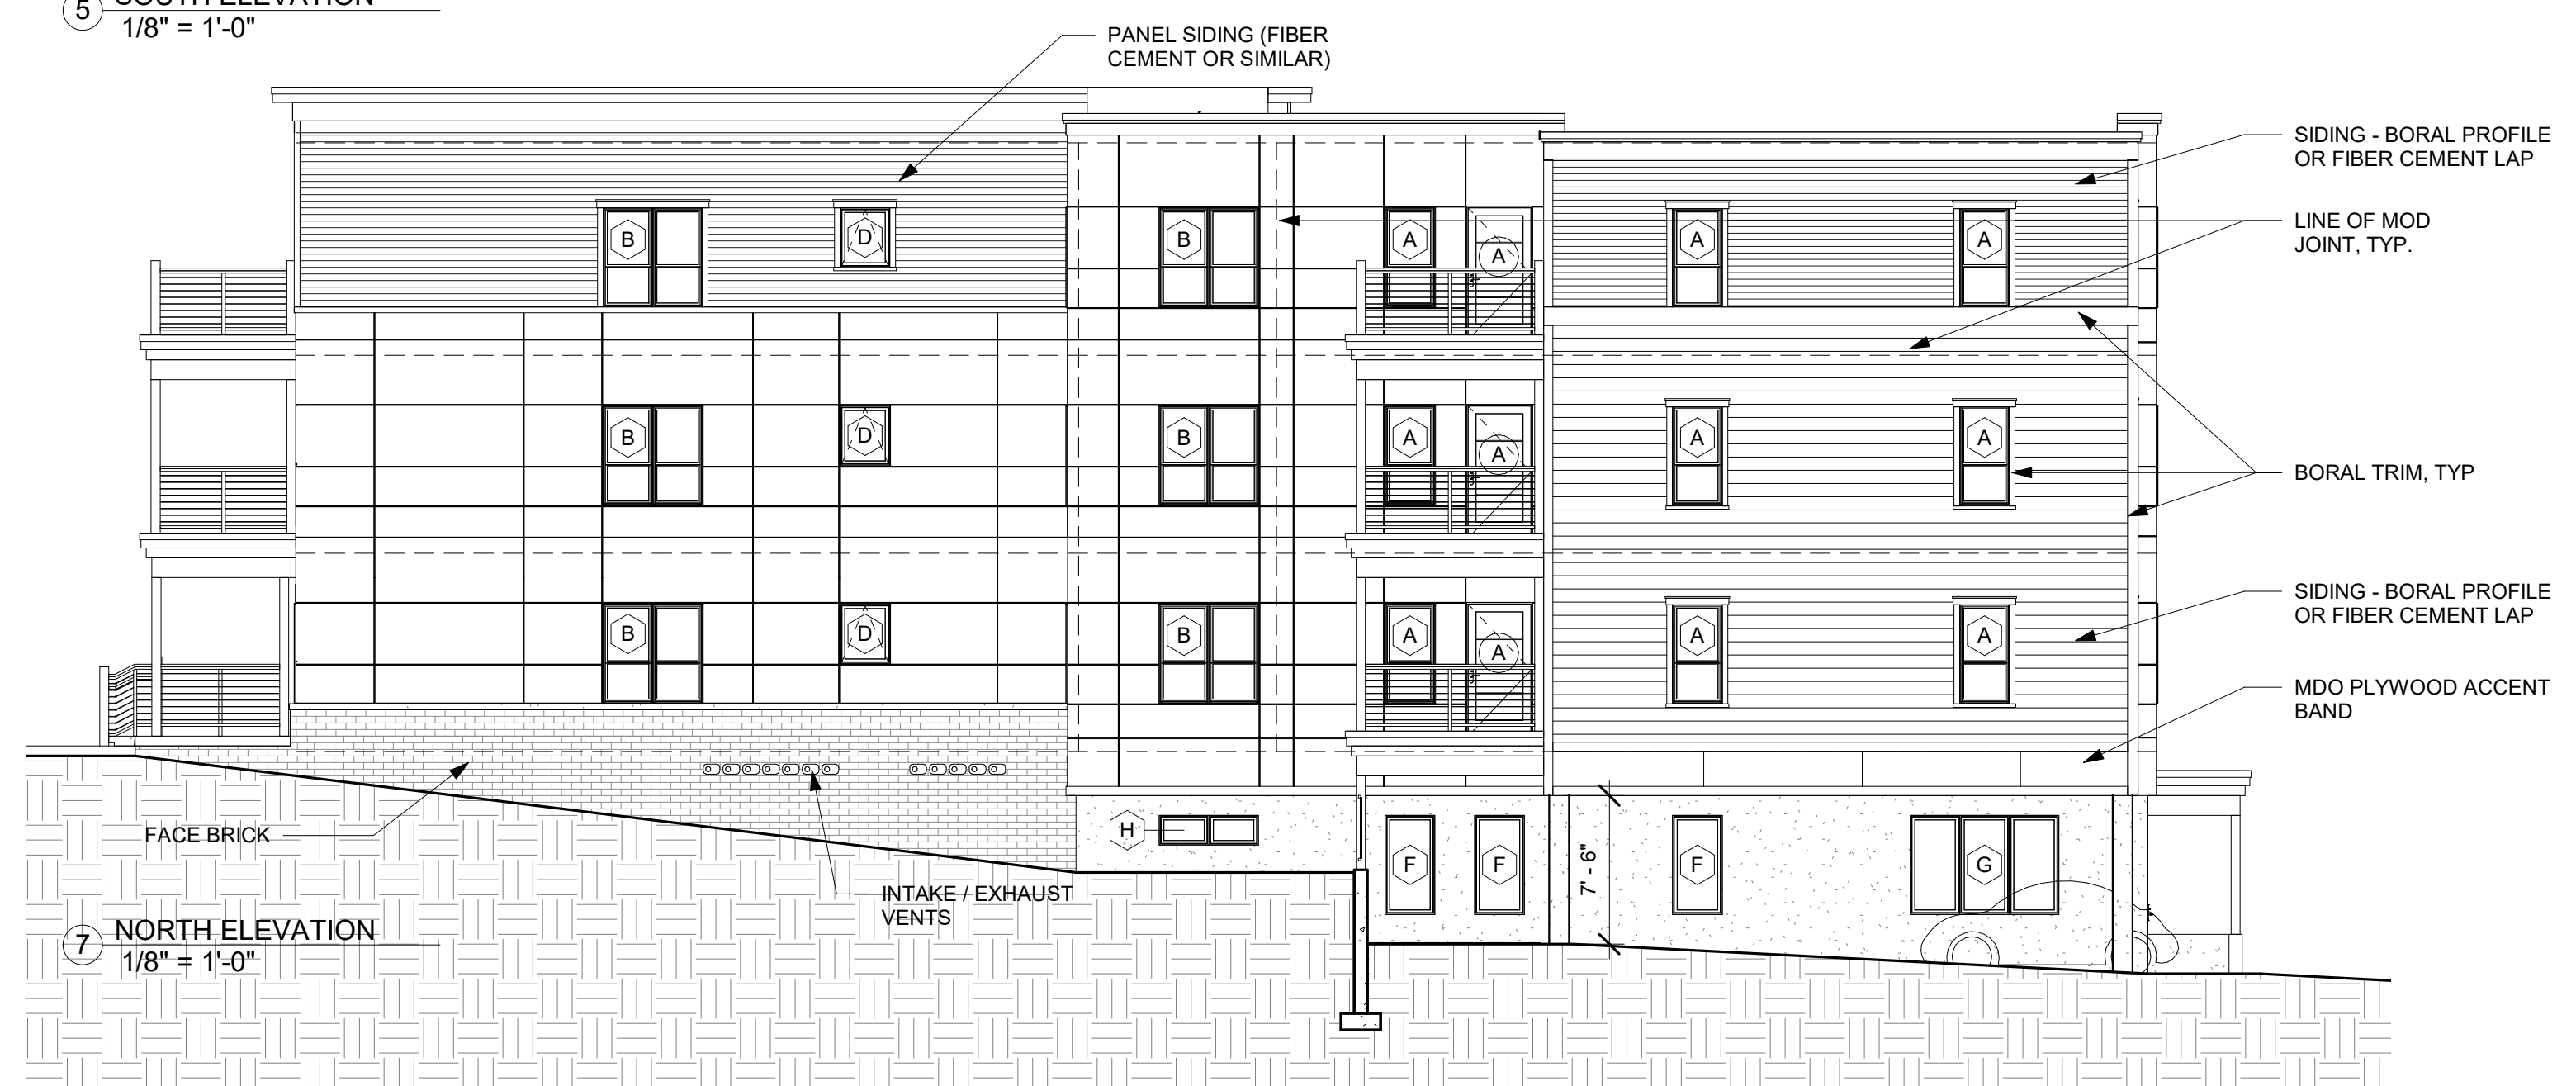 5 SOUTH ELEVATION
1/8" = 1'-0"
PANEL SIDING (FIBER
CEMENT OR SIMILAR)
SIDING - BORAL PROFILE
OR FIBER CEMENT LAP
LINE OF MOD
JOINT, TYP.
B D B A A A A
B D B A A A A
BORAL TRIM, TYP
SIDING - BORAL PROFILE
OR FIBER CEMENT LAP
B D B A A A A
MDO PLYWOOD ACCENT
BAND
FACE BRICK
H
F F 7' - 6" F G
INTAKE / EXHAUST
VENTS
7 NORTH ELEVATION
1/8" = 1'-0"